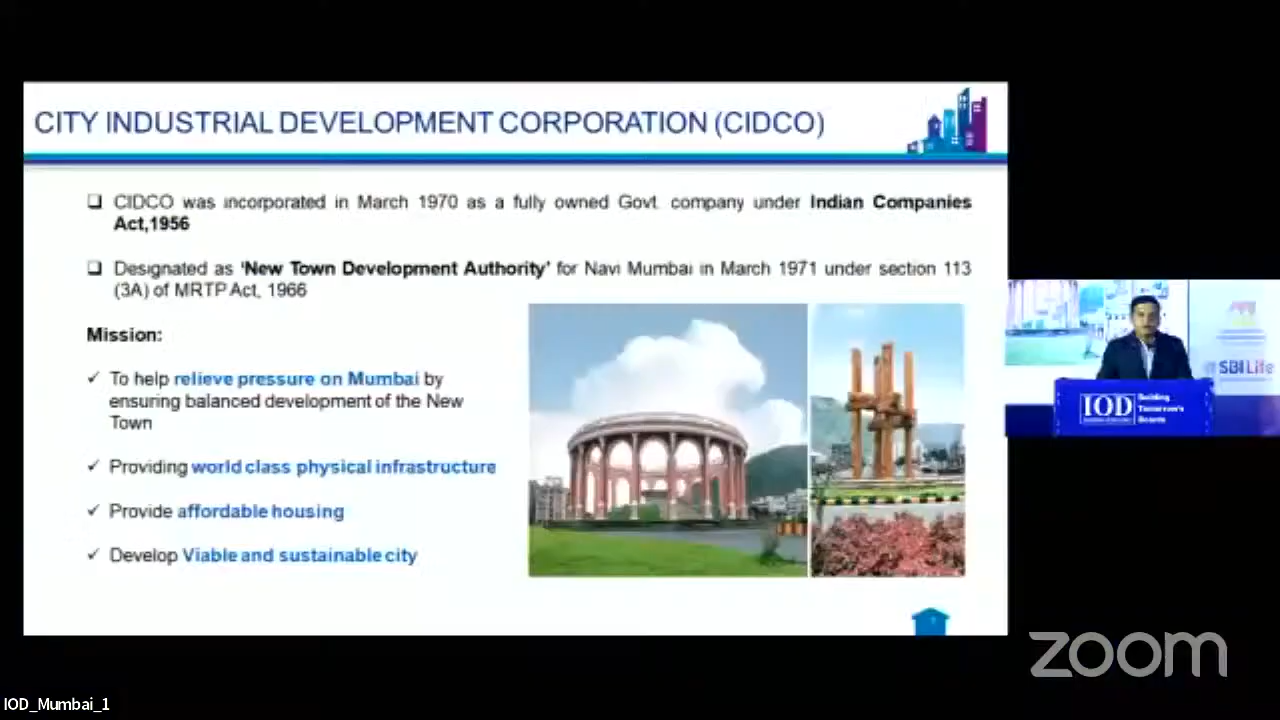 CITY INDUSTRIAL DEVELOPMENT CORPORATION (CIDCO)
❑ CIDCO was incorporated in March 1970 as a fully owned Govt. company under Indian Companies
Act,1956
❑ Designated as 'New Town Development Authority' for Navi Mumbai in March 1971 under section 113
(3A) of MRTP Act, 1966
Mission:
✓ To help relieve pressure on Mumbai by
ensuring balanced development of the New
Town
✓ Providing world class physical infrastructure
✓ Provide affordable housing
✓ Develop Viable and sustainable city
SBI Life
IOD
Building
Tomorrow's
Boards
zoom
IOD_Mumbai_1